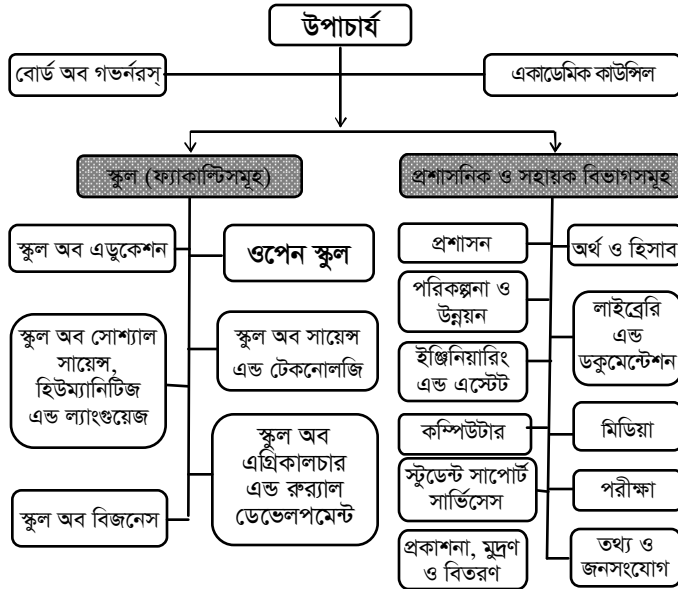 উপাচার্য
বোর্ড অব গভর্নরস্
একাডেমিক কাউন্সিল
স্কুল (ফ্যাকাল্টিসমূহ)
স্কুল অব এডুকেশন
ওপেন স্কুল
স্কুল অব সোশ্যাল
সায়েন্স,
হিউম্যানিটিজ
এন্ড ল্যাংগুয়েজ
স্কুল অব সায়েন্স
এন্ড টেকনোলজি
স্কুল অব
এগ্রিকালচার
এন্ড রুর‌্যাল
ডেভেলপমেন্ট
স্কুল অব বিজনেস
প্রশাসনিক ও সহায়ক বিভাগসমূহ
প্রশাসন
অর্থ ও হিসাব
পরিকল্পনা ও
উন্নয়ন
লাইব্রেরি
এন্ড
ডকুমেন্টেশন
ইঞ্জিনিয়ারিং
এন্ড এস্টেট
কম্পিউটার
মিডিয়া
স্টুডেন্ট সাপোর্ট
সার্ভিসেস
পরীক্ষা
প্রকাশনা, মুদ্রণ
ও বিতরণ
তথ্য ও
জনসংযোগ